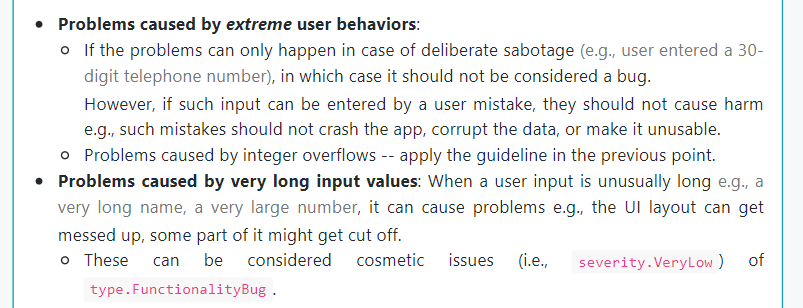 Problems caused by extreme user behaviors:
If the problems can only happen in case of deliberate sabotage (e.g., user entered a 30-
digit telephone number), in which case it should not be considered a bug.
However, if such input can be entered by a user mistake, they should not cause harm
e.g., such mistakes should not crash the app, corrupt the data, or make it unusable.
Problems caused by integer overflows -- apply the guideline in the previous point.
Problems caused by very long input values: When a user input is unusually long e.g., a
very long name, a very large number, it can cause problems e.g., the UI layout can get
messed up, some part of it might get cut off.
These can be considered cosmetic issues (i.e., severity.VeryLow ) of
type.FunctionalityBug .